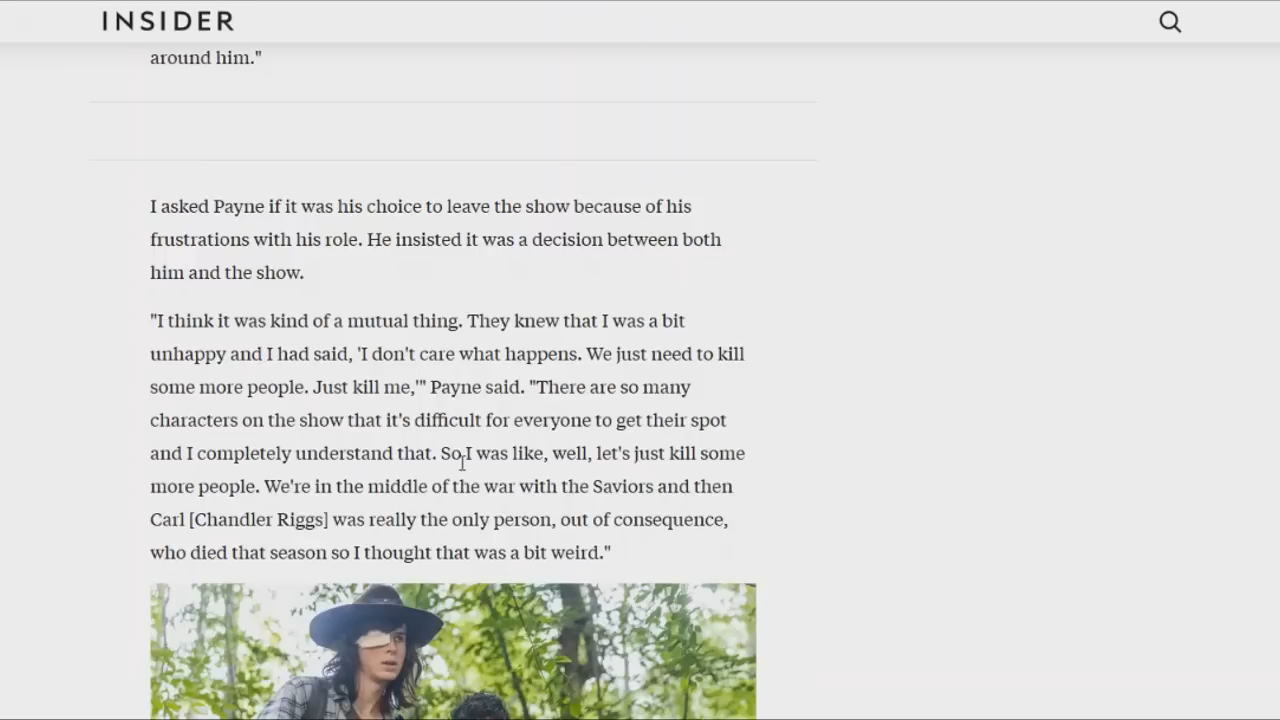 INSIDER
around him."
I asked Payne if it was his choice to leave the show because of his
frustrations with his role. He insisted it was a decision between both
him and the show.
"I think it was kind of a mutual thing. They knew that I was a bit
unhappy and I had said, 'I don't care what happens. We just need to kill
some more people. Just kill me,'" Payne said. "There are so many
characters on the show that it's difficult for everyone to get their spot
and I completely understand that. So I was like, well, let's just kill some
more people. We're in the middle of the war with the Saviors and then
Carl [Chandler Riggs] was really the only person, out of consequence,
who died that season so I thought that was a bit weird."